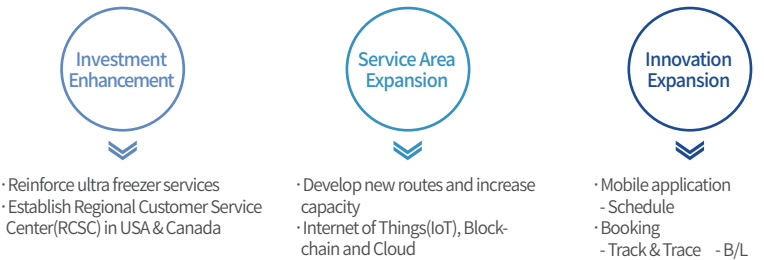 Investment
Enhancement
· Reinforce ultra freezer services
· Establish Regional Customer Service
Center(RCSC) in USA & Canada
Service Area
Expansion
· Develop new routes and increase
capacity
· Internet of Things(IoT), Block-
chain and Cloud
Innovation
Expansion
· Mobile application
- Schedule
· Booking
- Track & Trace - B/L